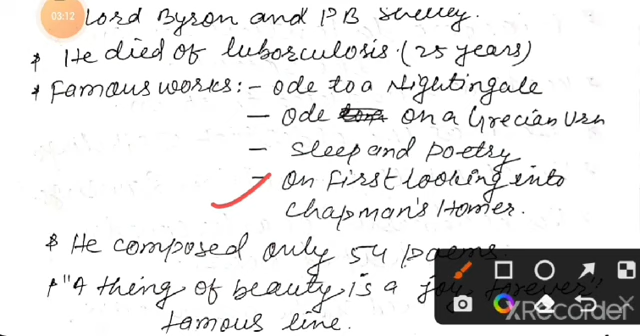 03:12
Lord Byron and PB Shelley.
* He died of luborculosis. (25 years)
* Famous works: - ode to a Nightingale
- ode on a Grecian Urn
- sleep and poetry
- on first looking into
Chapman's Homer.
* He composed only 54 poems.
* "A thing of beauty is a joy forever"
famous line.
XRecorder